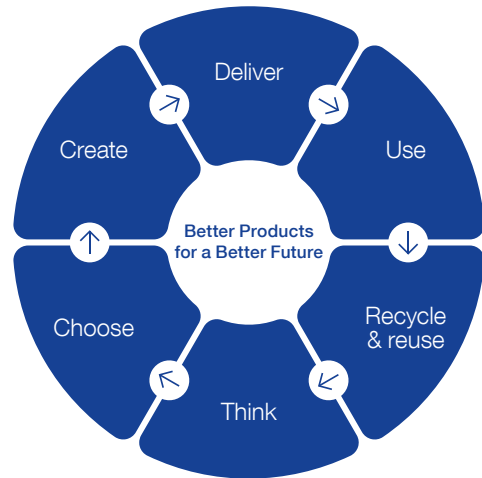 Deliver
Create
Use
Better Products
for a Better Future
Choose
Recycle
& reuse
Think